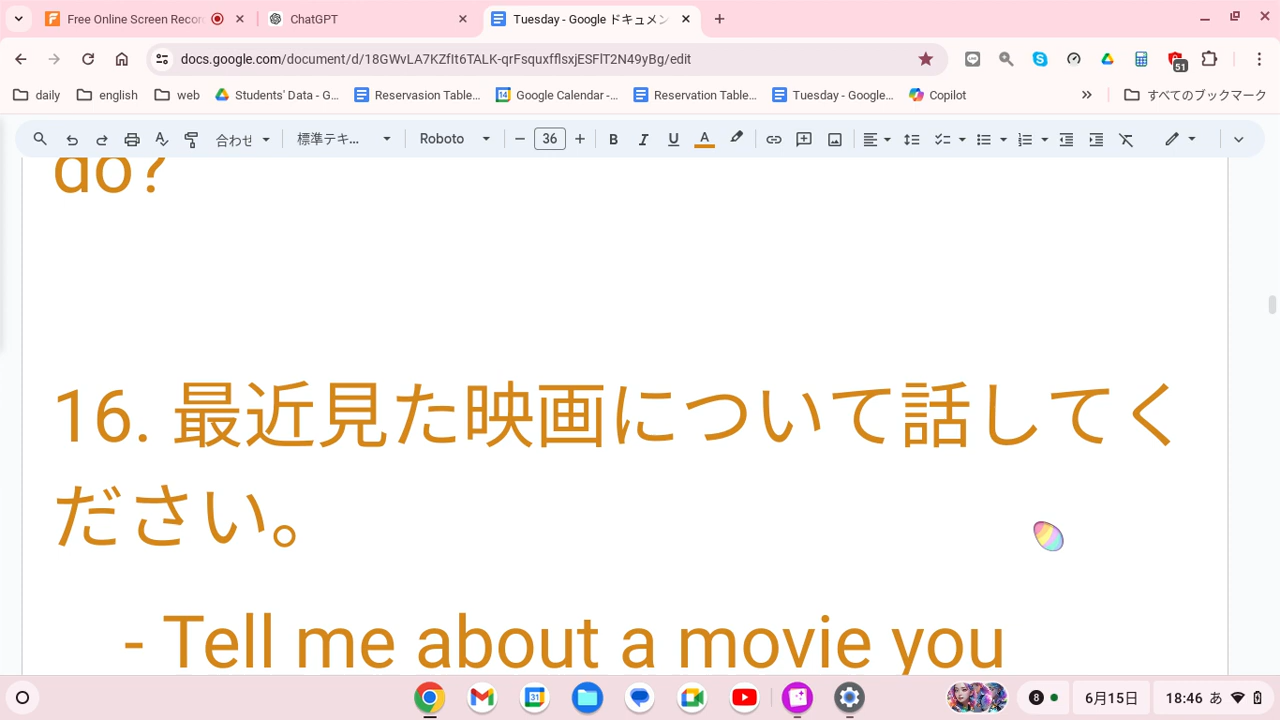 Free Online Screen Recor
ChatGPT
Tuesday - Google ドキュメン
docs.google.com/document/d/18GWvLA7KZfIt6TALK-qrFsquxfflsxjESFlT2N49yBg/edit
51
daily
english
web
Students' Data - G...
Reservasion Table...
Google Calendar -...
Reservation Table...
Tuesday - Google...
Copilot
すべてのブックマーク
合わせ
標準テキ...
Roboto
36
do?
16. 最近見た映画について話してく
ださい。
- Tell me about a movie you
8
6月15日
18:46 あ